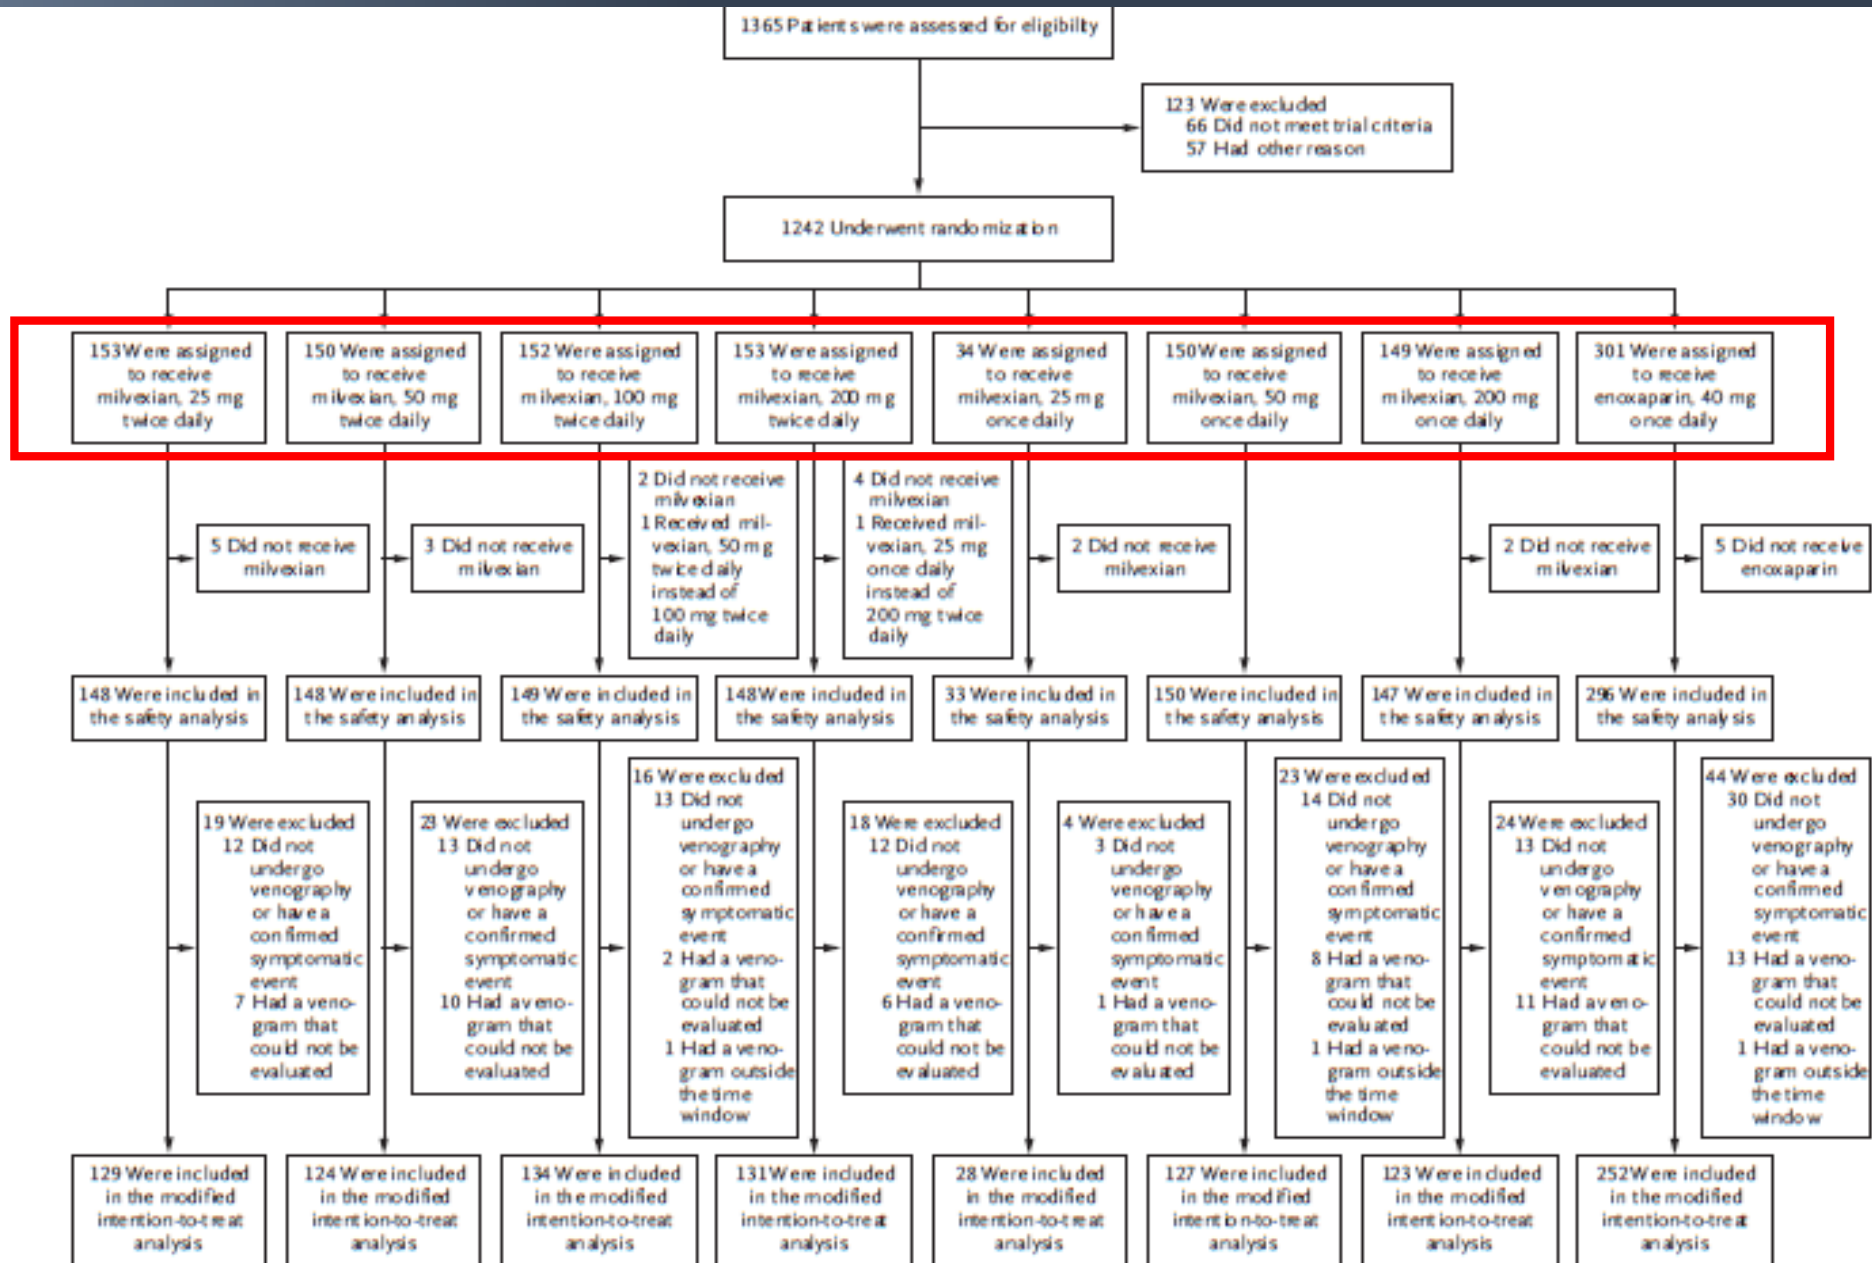 1365 Patients were assessed for eligibilty
123 Were excluded
66 Did not meet trial criteria
57 Had other reason
1242 Underwent randomization
153 Were assigned
to receive
milvexian, 25 mg
twice daily
150 Were assigned
to receive
milvexian, 50 mg
twice daily
152 Were assigned
to receive
milvexian, 100 mg
twice daily
153 Were assigned
to receive
milvexian, 200 mg
twice daily
34 Were assigned
to receive
milvexian, 25 mg
once daily
150 Were assigned
to receive
milvexian, 50 mg
once daily
149 Were assigned
to receive
milvexian, 200 mg
once daily
301 Were assigned
to receive
enoxaparin, 40 mg
once daily
5 Did not receive
milvexian
3 Did not receive
milvexian
2 Did not receive
milvexian
1 Received mil-
vexian, 50 mg
twice daily
instead of
100 mg twice
daily
4 Did not receive
milvexian
1 Received mil-
vexian, 25 mg
once daily
instead of
200 mg twice
daily
2 Did not receive
milvexian
2 Did not receive
milvexian
5 Did not receive
enoxaparin
148 Were included in
the safety analysis
148 Were included in
the safety analysis
149 Were included in
the safety analysis
148 Were included in
the safety analysis
33 Were included in
the safety analysis
150 Were included in
the safety analysis
147 Were included in
the safety analysis
296 Were included in
the safety analysis
19 Were excluded
12 Did not
undergo
venography
or have a
confirmed
symptomatic
event
7 Had a veno-
gram that
could not be
evaluated
23 Were excluded
13 Did not
undergo
venography
or have a
confirmed
symptomatic
event
10 Had a veno-
gram that
could not be
evaluated
16 Were excluded
13 Did not
undergo
venography
or have a
confirmed
symptomatic
event
2 Had a veno-
gram that
could not be
evaluated
1 Had a veno-
gram outside
the time
window
18 Were excluded
12 Did not
undergo
venography
or have a
confirmed
symptomatic
event
6 Had a veno-
gram that
could not be
evaluated
4 Were excluded
3 Did not
undergo
venography
or have a
confirmed
symptomatic
event
1 Had a veno-
gram that
could not be
evaluated
23 Were excluded
14 Did not
undergo
venography
or have a
confirmed
symptomatic
event
8 Had a veno-
gram that
could not be
evaluated
1 Had a veno-
gram outside
the time
window
24 Were excluded
13 Did not
undergo
venography
or have a
confirmed
symptomatic
event
11 Had a veno-
gram that
could not be
evaluated
44 Were excluded
30 Did not
undergo
venography
or have a
confirmed
symptomatic
event
13 Had a veno-
gram that
could not be
evaluated
1 Had a veno-
gram outside
the time
window
129 Were included
in the modified
intention-to-treat
analysis
124 Were included
in the modified
intention-to-treat
analysis
134 Were included
in the modified
intention-to-treat
analysis
131 Were included
in the modified
intention-to-treat
analysis
28 Were included
in the modified
intention-to-treat
analysis
127 Were included
in the modified
intention-to-treat
analysis
123 Were included
in the modified
intention-to-treat
analysis
252 Were included
in the modified
intention-to-treat
analysis